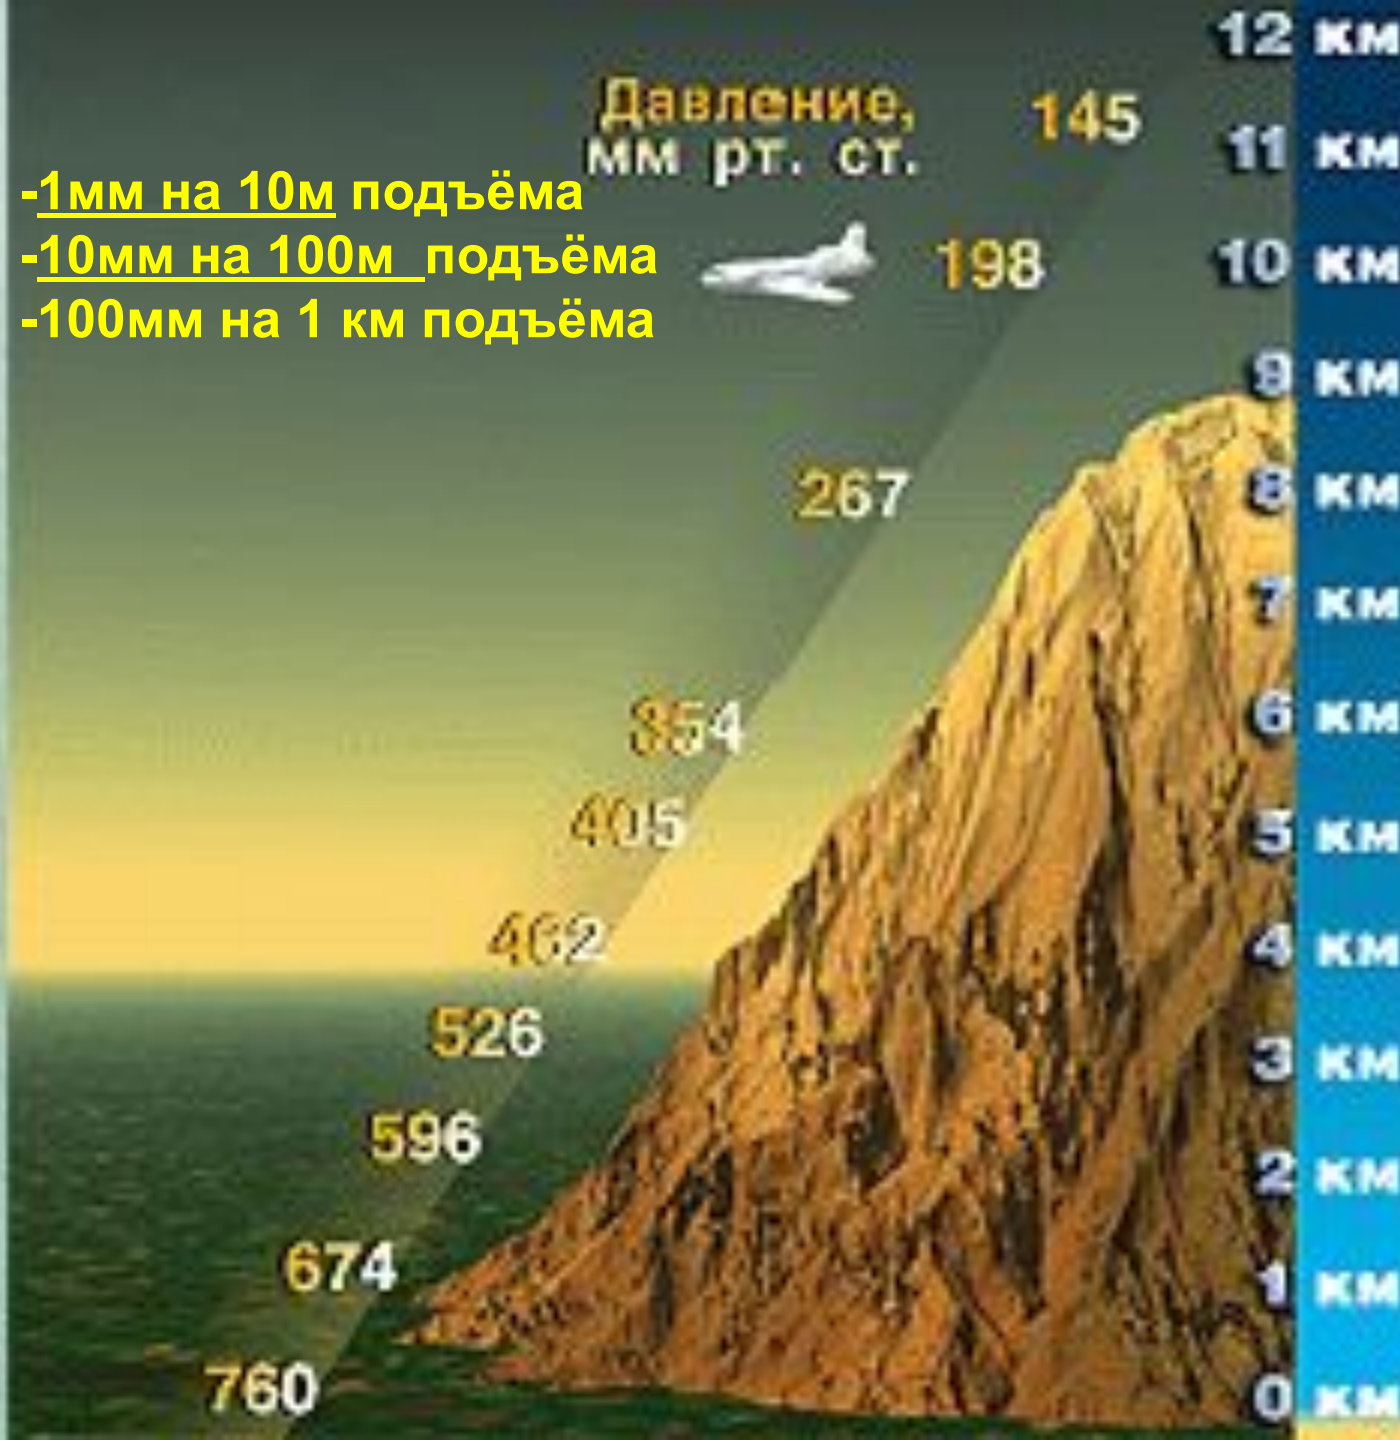 12 км
Давление,
мм рт. ст.
145
11 км
-1мм на 10м подъёма
-10мм на 100м подъёма
-100мм на 1 км подъёма
198
10 км
9 км
267
8 км
7 км
354
6 км
405
5 км
462
4 км
526
3 км
596
2 км
674
1 км
760
0 км